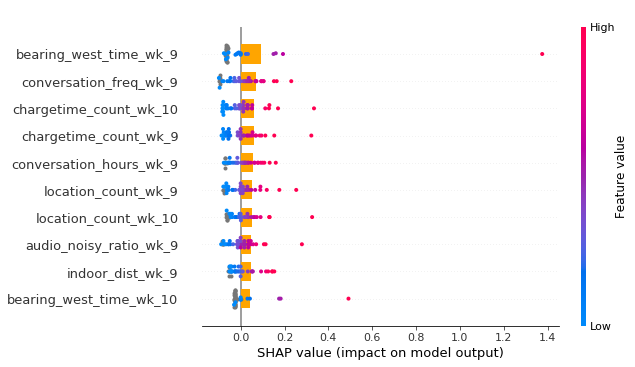 High
bearing_west_time_wk_9
conversation_freq_wk_9
chargetime_count_wk_10
chargetime_count_wk_9
conversation_hours_wk_9
location_count_wk_9
location_count_wk_10
audio_noisy_ratio_wk_9
indoor_dist_wk_9
bearing_west_time_wk_10
Feature value
Low
0.0 0.2 0.4 0.6 0.8 1.0 1.2 1.4
SHAP value (impact on model output)